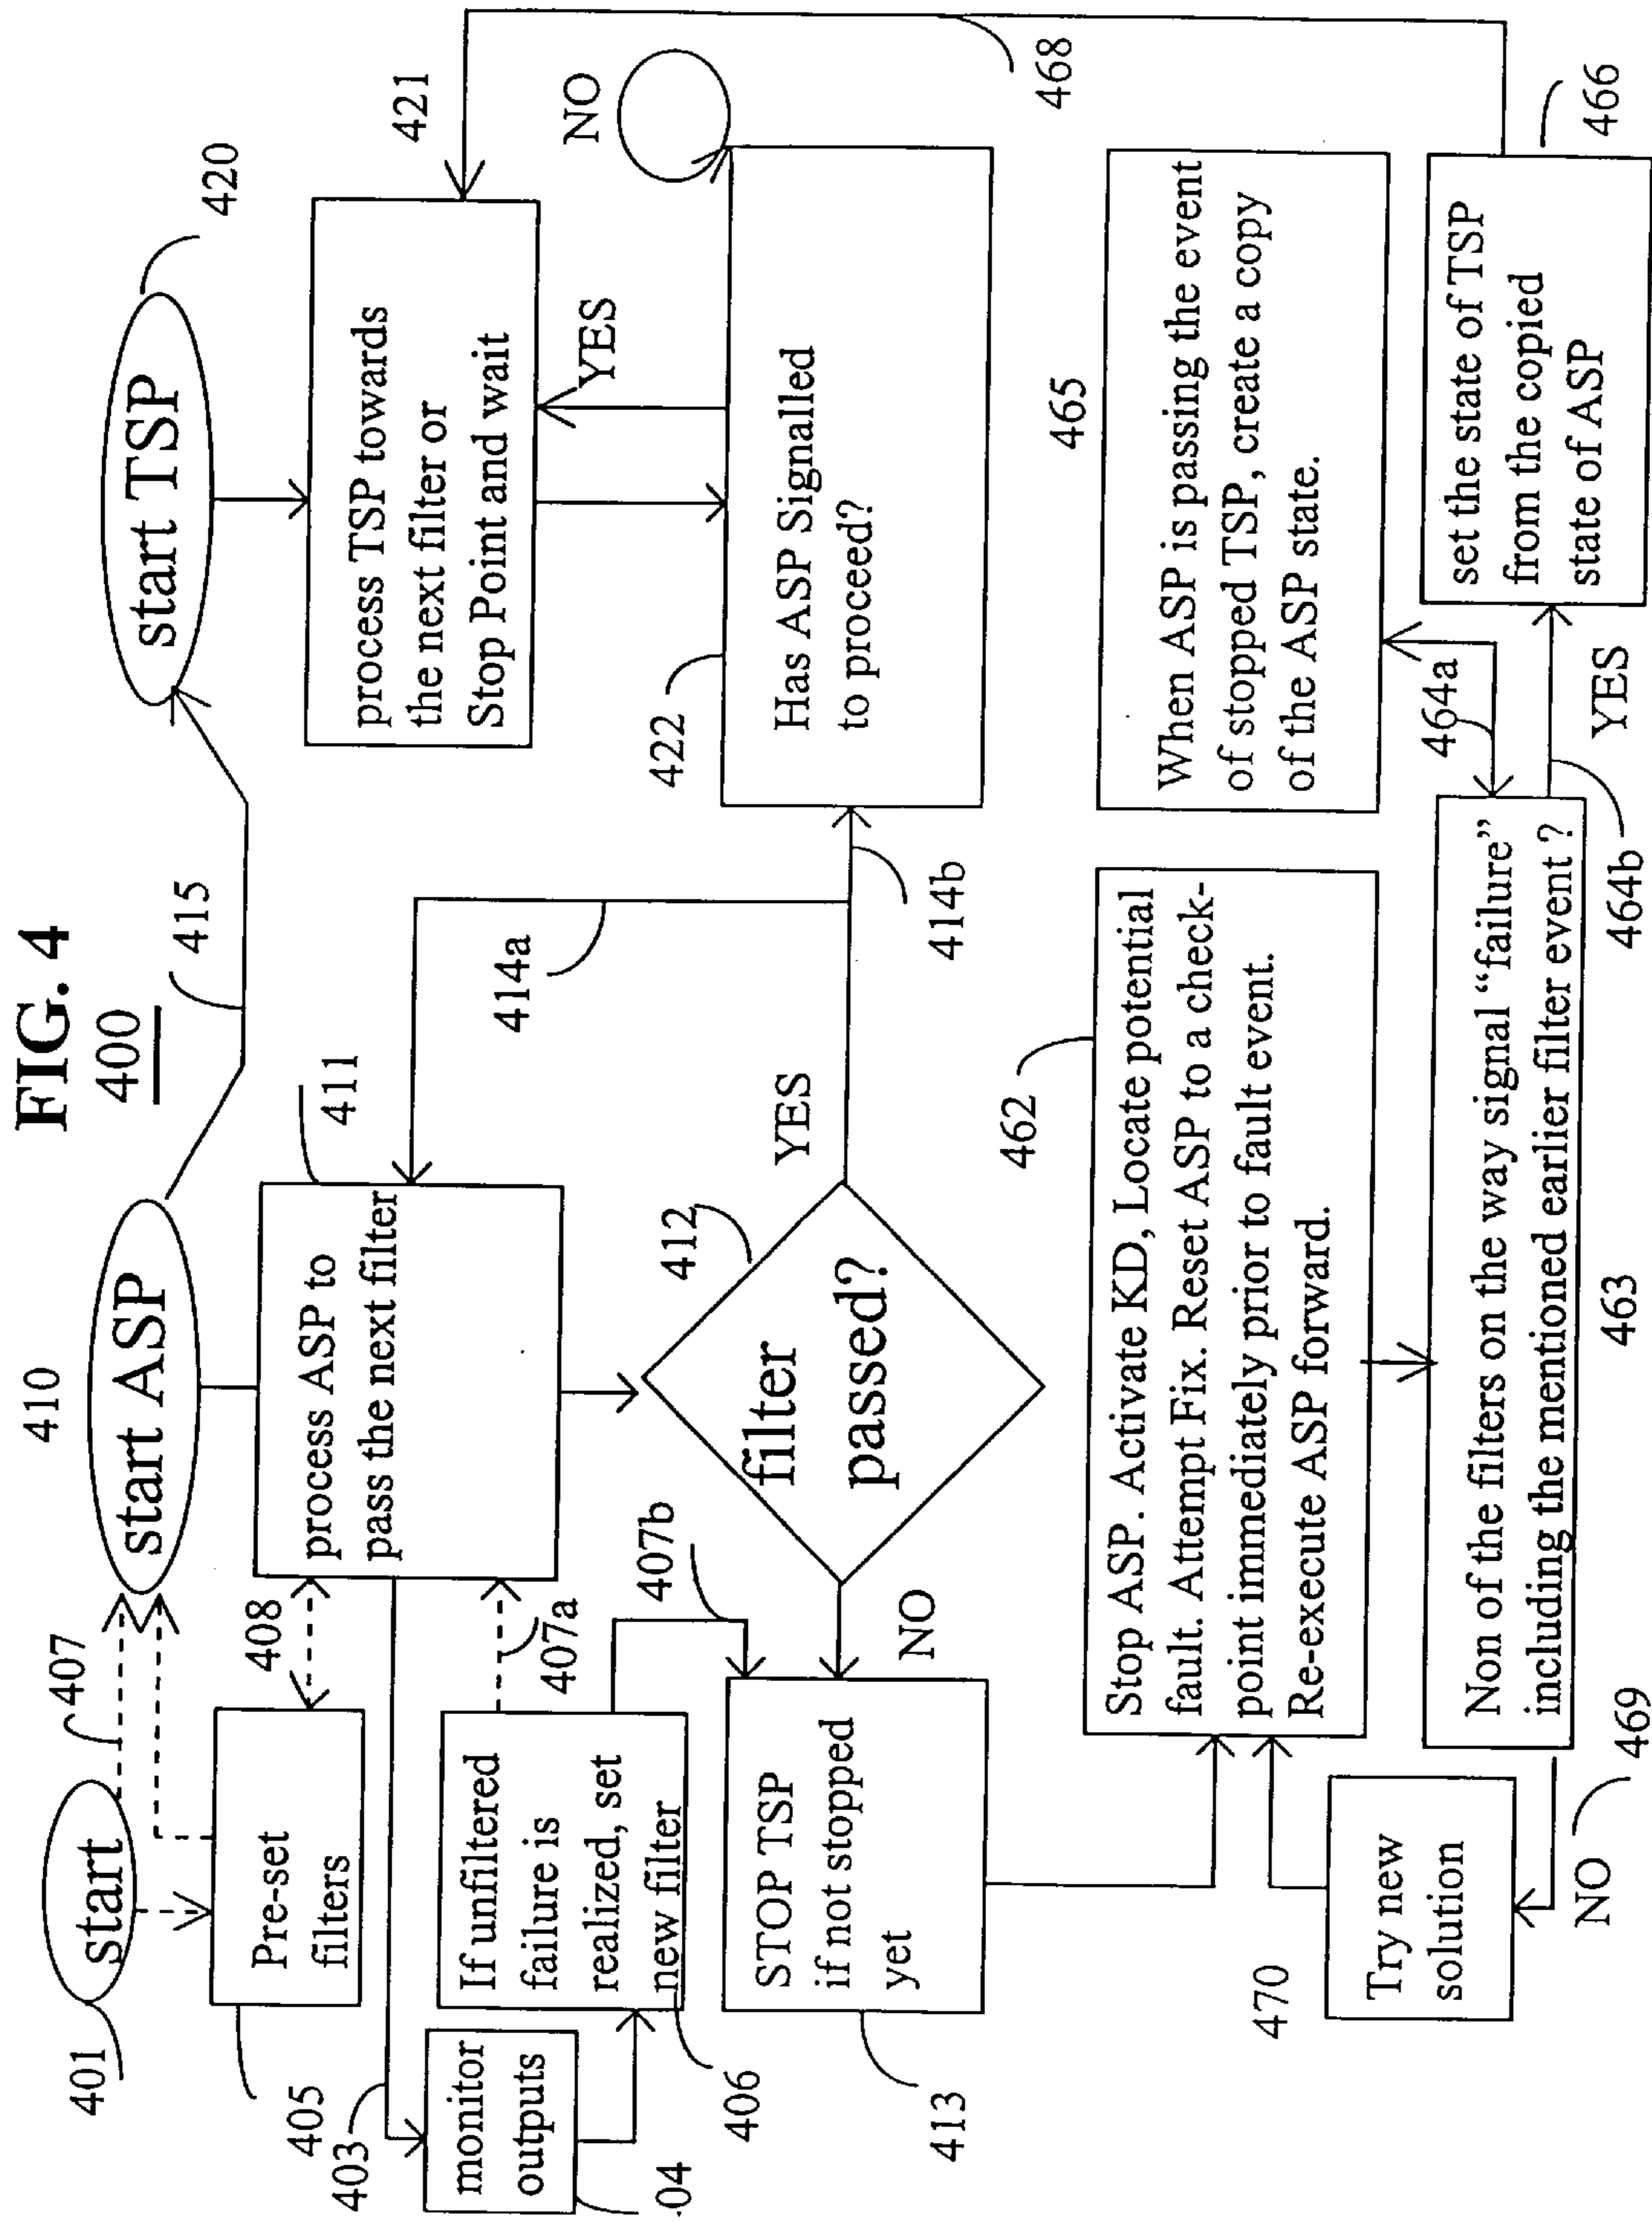 FIG. 4
400
start
401
407
410
start ASP
415
start TSP
420
Pre-set
filters
405
408
process ASP to
pass the next filter
411
414a
process TSP towards
the next filter or
Stop Point and wait
421
403
monitor
outputs
04
If unfiltered
failure is
realized, set
new filter
406
407a
407b
412
filter
passed?
YES
NO
414b
422
Has ASP Signalled
to proceed?
YES
NO
STOP TSP
if not stopped
yet
413
462
Stop ASP. Activate KD, Locate potential
fault. Attempt Fix. Reset ASP to a check-
point immediately prior to fault event.
Re-execute ASP forward.
465
When ASP is passing the event
of stopped TSP, create a copy
of the ASP state.
468
470
Try new
solution
NO
469
Non of the filters on the way signal “failure”
including the mentioned earlier filter event ?
463
464a
464b
YES
set the state of TSP
from the copied
state of ASP
466